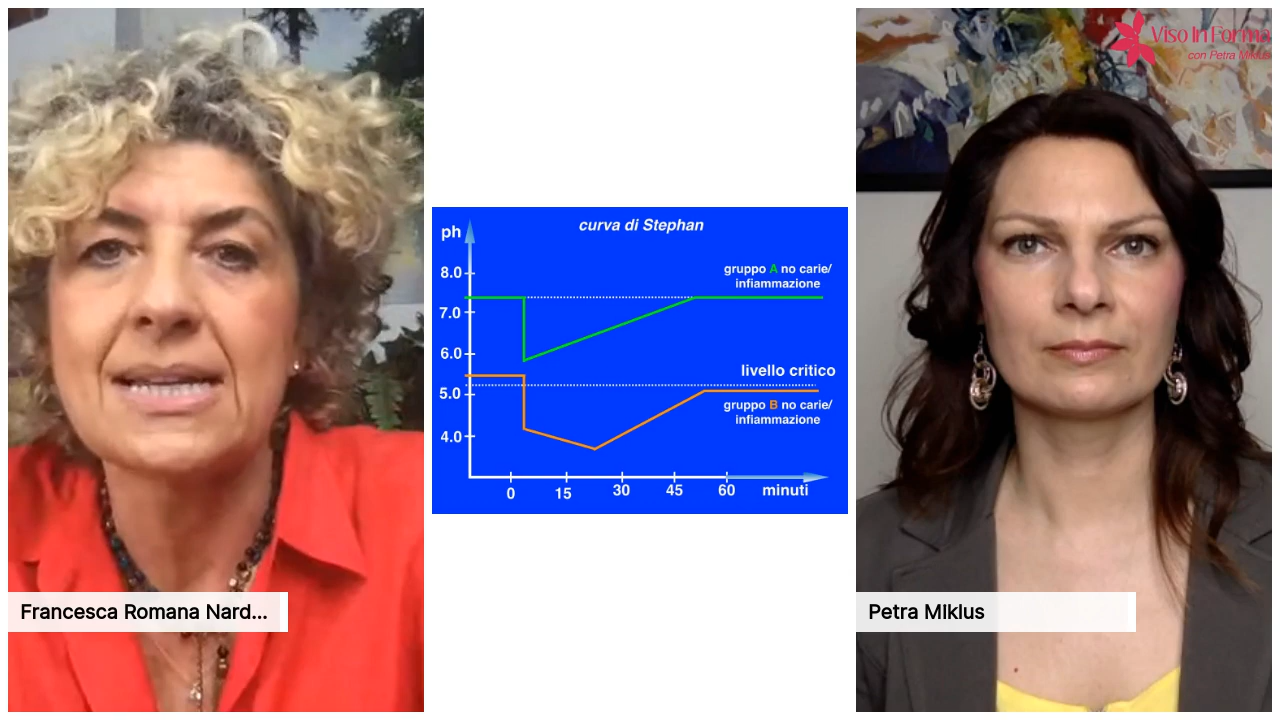 Francesca Romana Nard...
ph
curva di Stephan
8.0
7.0
6.0
5.0
4.0
gruppo A no carie/
infiammazione
livello critico
gruppo B no carie/
infiammazione
0 15 30 45 60 minuti
Viso In Forma
con Petra Miklus
Petra Miklus